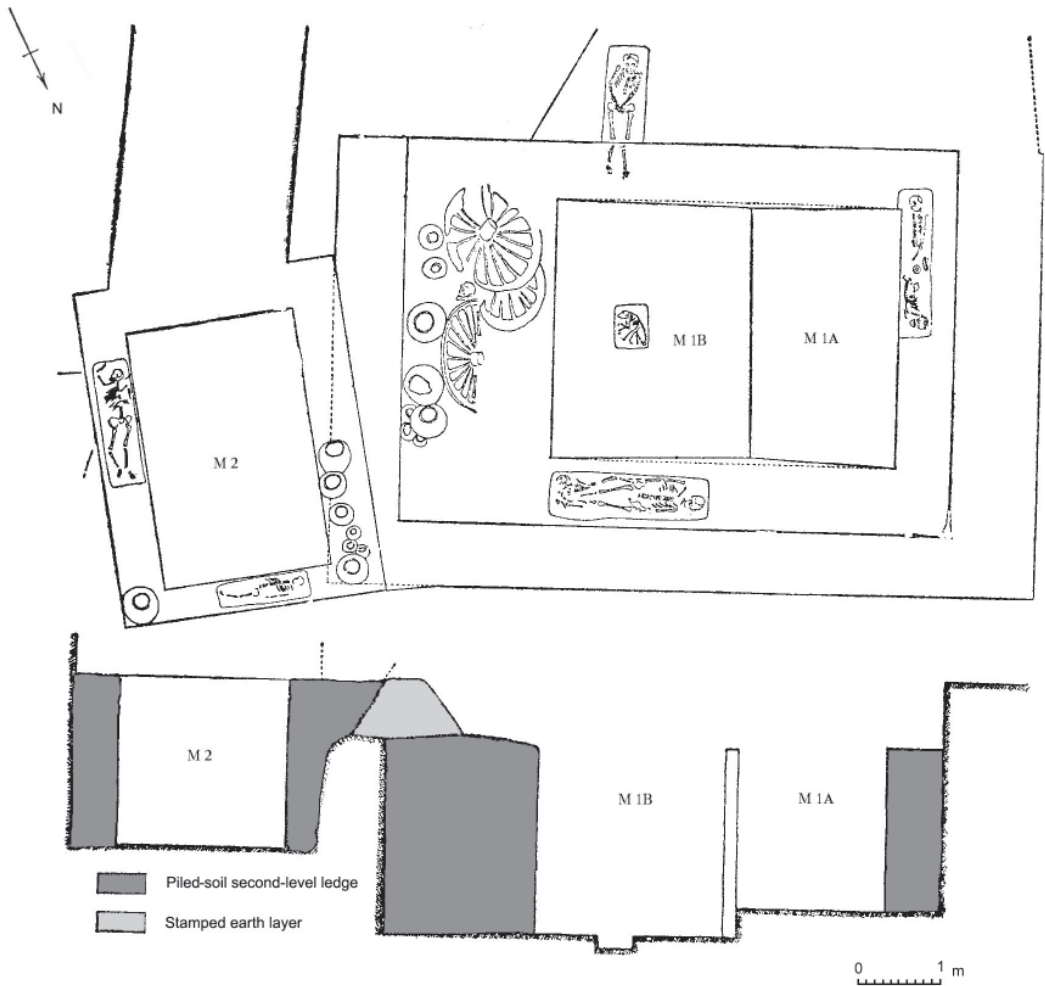 N
M 1B
M 1A
M 2
M 2
M 1B
M 1A
Piled-soil second-level ledge
Stamped earth layer
0 1 m